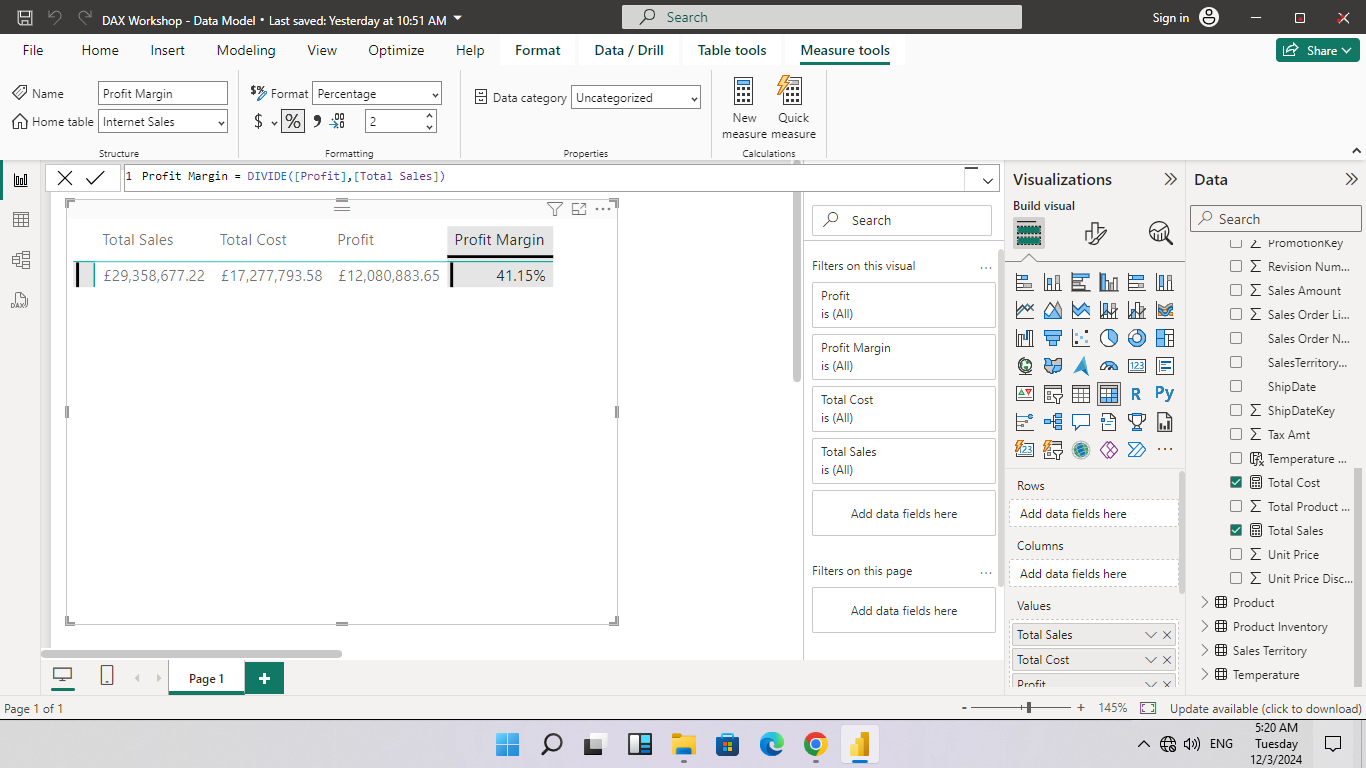 DAX Workshop - Data Model • Last saved: Yesterday at 10:51 AM
Search
Sign in
File
Home
Insert
Modeling
View
Optimize
Help
Format
Data / Drill
Table tools
Measure tools
Share
Name
Profit Margin
Home table
Internet Sales
Structure
Format
Percentage
$
%
2
Formatting
Data category
Uncategorized
Properties
New measure
Quick measure
Calculations
1 Profit Margin = DIVIDE([Profit],[Total Sales])
Total Sales Total Cost Profit Profit Margin
£29,358,677.22 £17,277,793.58 £12,080,883.65 41.15%
Search
Filters on this visual
Profit
is (All)
Profit Margin
is (All)
Total Cost
is (All)
Total Sales
is (All)
Add data fields here
Filters on this page
Add data fields here
Visualizations
Build visual
123
R
Py
123
Rows
Add data fields here
Columns
Add data fields here
Values
Total Sales
Total Cost
Profit
Data
Search
PromotionKey
Revision Num...
Sales Amount
Sales Order Li...
Sales Order N...
SalesTerritory...
ShipDate
ShipDateKey
Tax Amt
Temperature ...
Total Cost
Total Product ...
Total Sales
Unit Price
Unit Price Disc...
Product
Product Inventory
Sales Territory
Temperature
DAX
Page 1
Page 1 of 1
145%
Update available (click to download)
ENG
5:20 AM
Tuesday
12/3/2024